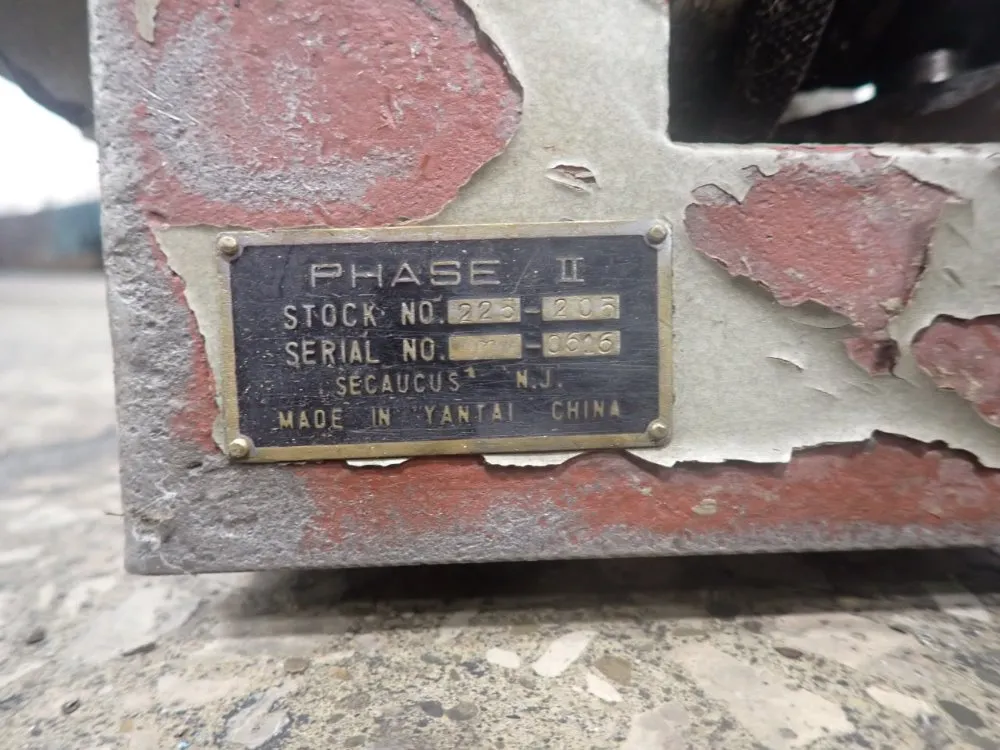 PHASE II
STOCK NO. 225-205
SERIAL NO. -0616
SECAUCUS N.J.
MADE IN YANTAI CHINA